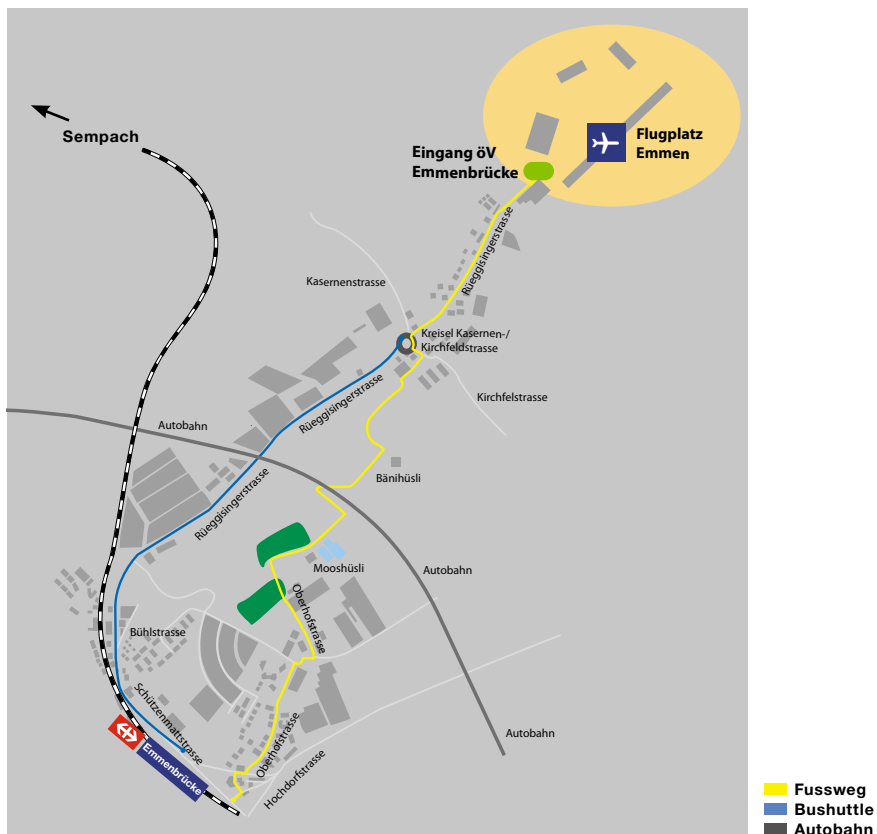 Sempach
Eingang öV
Emmenbrücke
Flugplatz
Emmen
Rüeggisingerstrasse
Kasernenstrasse
Kreisel Kasernen-/
Kirchfeldstrasse
Kirchfelstrasse
Rüeggisingerstrasse
Autobahn
Bänihüsli
Rüeggisingerstrasse
Mooshüsli
Autobahn
Oberhofstrasse
Bühlstrasse
Schützenmattstrasse
Emmenbrücke
Oberhofstrasse
Hochdorfstrasse
Autobahn
Fussweg
Bushuttle
Autobahn